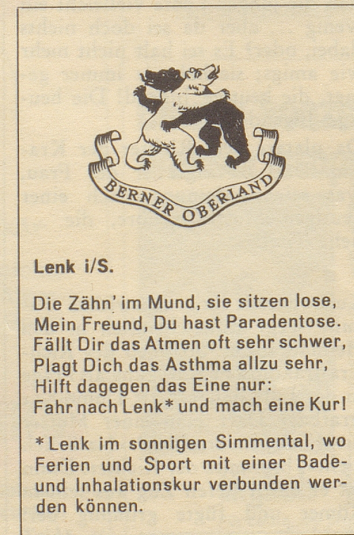 BERNER OBERLAND
Lenk i/S.
Die Zähn' im Mund, sie sitzen lose,
Mein Freund, Du hast Paradentose.
Fällt Dir das Atmen oft sehr schwer,
Plagt Dich das Asthma allzu sehr,
Hilft dagegen das Eine nur:
Fahr nach Lenk* und mach eine Kur!
*Lenk im sonnigen Simmental, wo
Ferien und Sport mit einer Bade-
und Inhalationskur verbunden wer-
den können.